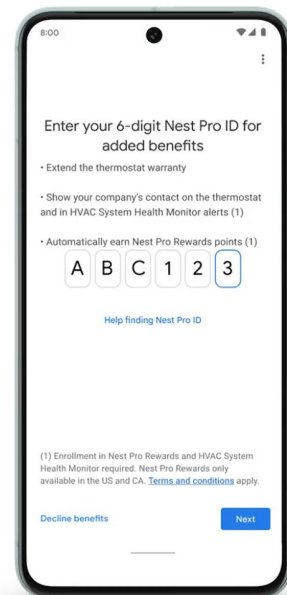 8:00
Enter your 6-digit Nest Pro ID for
added benefits
• Extend the thermostat warranty
• Show your company's contact on the thermostat
and in HVAC System Health Monitor alerts (1)
• Automatically earn Nest Pro Rewards points (1)
A B C 1 2 3
Help finding Nest Pro ID
(1) Enrollment in Nest Pro Rewards and HVAC System
Health Monitor required. Nest Pro Rewards only
available in the US and CA. Terms and conditions apply.
Decline benefits Next